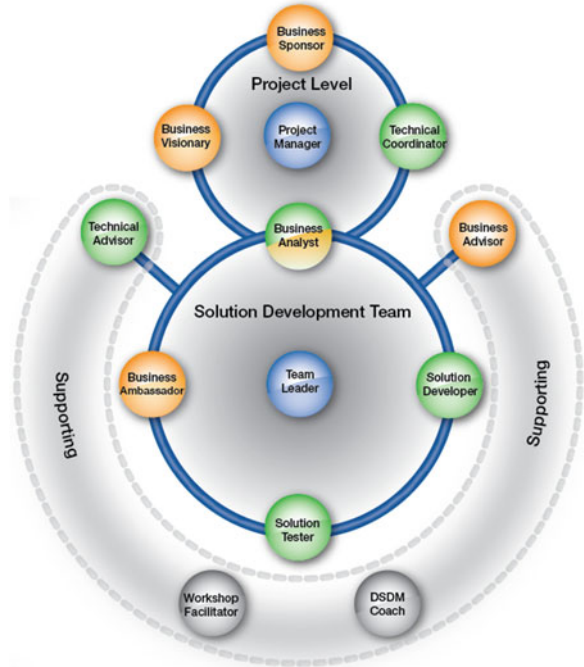 Business
Sponsor
Project Level
Business
Visionary
Project
Manager
Technical
Coordinator
Technical
Advisor
Business
Analyst
Business
Advisor
Solution Development Team
Supporting
Business
Ambassador
Team
Leader
Solution
Developer
Supporting
Solution
Tester
Workshop
Facilitator
DSDM
Coach